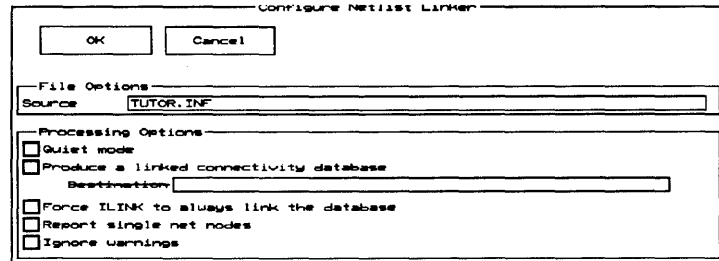 Configure Netlist Linker
OK Cancel
File Options
Source TUTOR.INF
Processing Options
Quiet mode
Produce a linked connectivity database
Destination
Force ILINK to always link the database
Report single net nodes
Ignore warnings